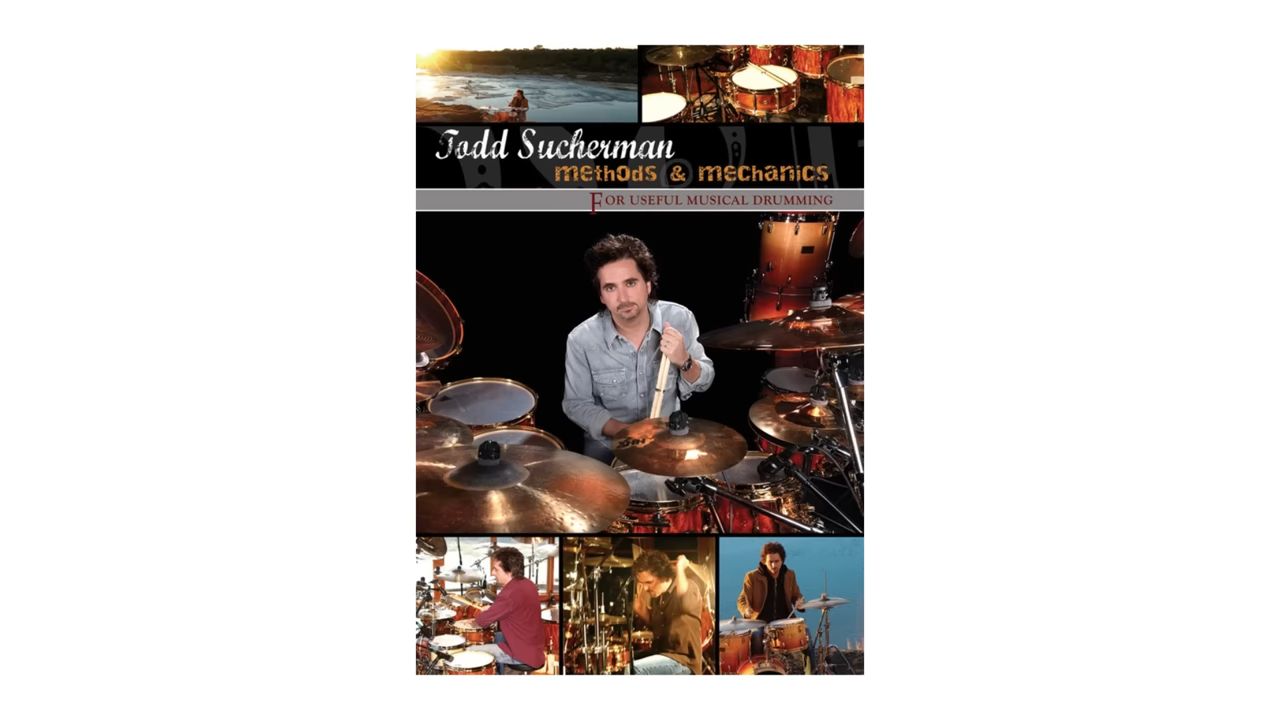 Todd Sucherman
methods & mechanics
FOR USEFUL MUSICAL DRUMMING